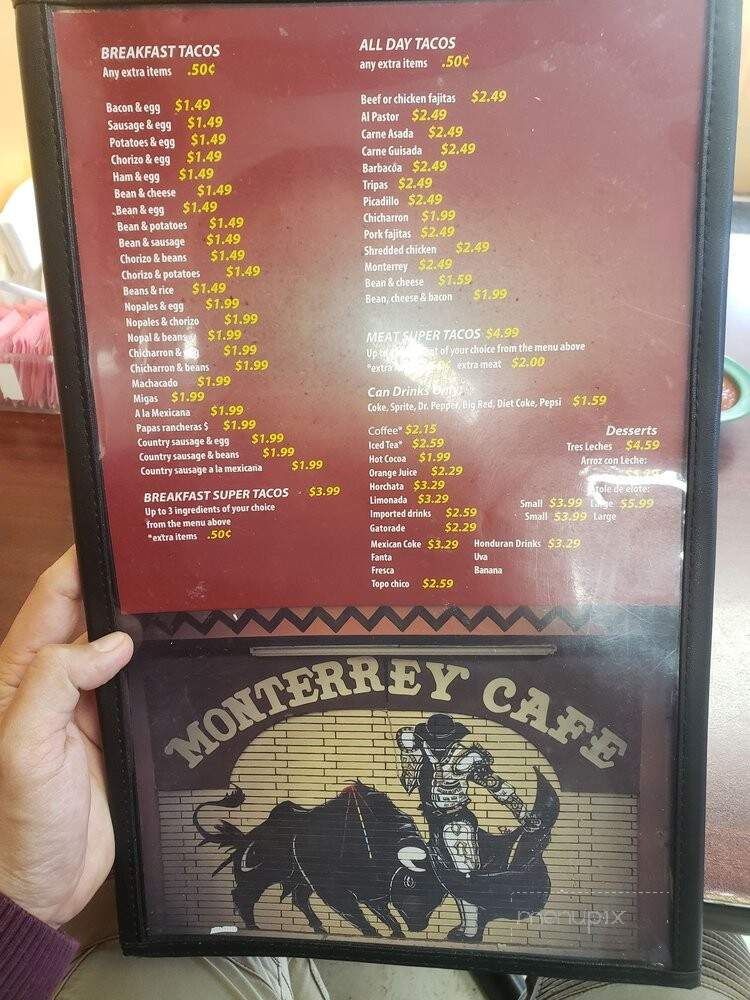 BREAKFAST TACOS
Any extra items .50¢
Bacon & egg $1.49
Sausage & egg $1.49
Potatoes & egg $1.49
Chorizo & egg $1.49
Ham & egg $1.49
Bean & cheese $1.49
Bean & egg $1.49
Bean & potatoes $1.49
Bean & sausage $1.49
Chorizo & beans $1.49
Chorizo & potatoes $1.49
Beans & rice $1.49
Nopales & egg $1.99
Nopales & chorizo $1.99
Nopal & beans $1.99
Chicharron & $1.99
Chicharron & beans $1.99
Machacado $1.99
Migas $1.99
A la Mexicana $1.99
Papas rancheras $ $1.99
Country sausage & egg $1.99
Country sausage & beans $1.99
Country sausage a la mexicana $1.99
BREAKFAST SUPER TACOS $3.99
Up to 3 ingredients of your choice
from the menu above
*extra items .50¢
ALL DAY TACOS
any extra items .50¢
Beef or chicken fajitas $2.49
Al Pastor $2.49
Carne Asada $2.49
Carne Guisada $2.49
Barbacoa $2.49
Tripas $2.49
Picadillo $2.49
Chicharron $1.99
Pork fajitas $2.49
Shredded chicken $2.49
Monterrey $2.49
Bean & cheese $1.59
Bean, cheese & bacon $1.99
MEAT SUPER TACOS $4.99
Up of your choice from the menu above
*extra extra meat $2.00
Can Drinks
Coke, Sprite, Dr. Pepper, Big Red, Diet Coke, Pepsi $1.59
Coffee* $2.15
Iced Tea* $2.59
Hot Cocoa $1.99
Orange Juice $2.29
Horchata $3.29
Limonada $3.29
Imported drinks $2.59
Gatorade $2.29
Mexican Coke $3.29
Fanta
Fresca
Topo chico $2.59
Honduran Drinks $3.29
Uva
Banana
Desserts
Tres Leches $4.59
Arroz con Leche:
de elote:
Small $3.99 Large $5.99
Small $3.99 Large
MONTERREY CAFE
menupix